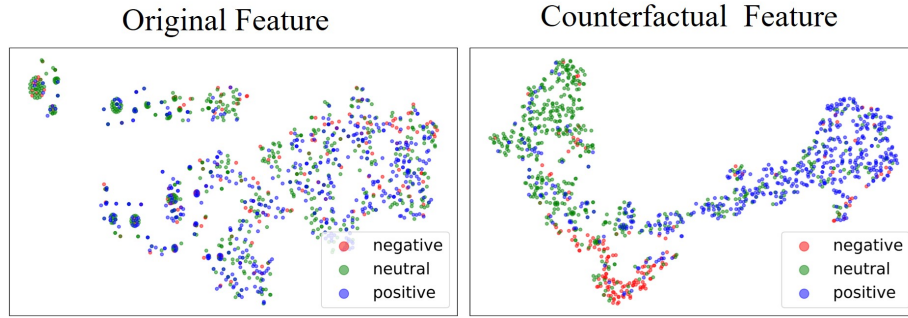 Original Feature
Counterfactual Feature
negative
neutral
positive
negative
neutral
positive